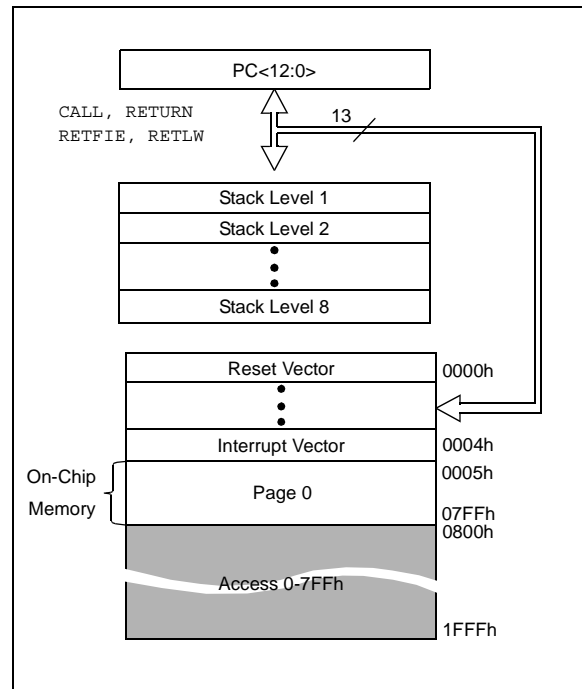 PC<12:0>
CALL, RETURN
RETFIE, RETLW
13
Stack Level 1
Stack Level 2
Stack Level 8
Reset Vector
0000h
Interrupt Vector
0004h
0005h
On-Chip
Memory
Page 0
07FFh
0800h
Access 0-7FFh
1FFFh